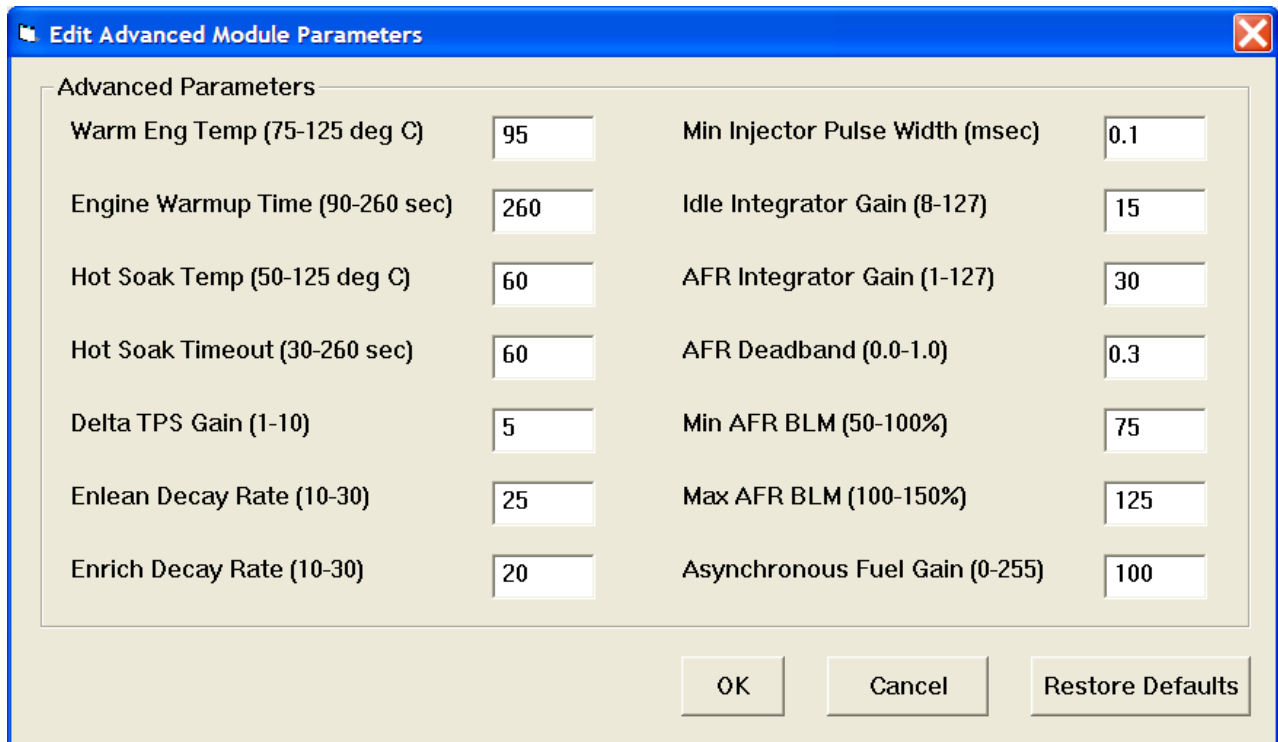 Edit Advanced Module Parameters
Advanced Parameters
Warm Eng Temp (75-125 deg C) 95
Engine Warmup Time (90-260 sec) 260
Hot Soak Temp (50-125 deg C) 60
Hot Soak Timeout (30-260 sec) 60
Delta TPS Gain (1-10) 5
Enlean Decay Rate (10-30) 25
Enrich Decay Rate (10-30) 20
Min Injector Pulse Width (msec) 0.1
Idle Integrator Gain (8-127) 15
AFR Integrator Gain (1-127) 30
AFR Deadband (0.0-1.0) 0.3
Min AFR BLM (50-100%) 75
Max AFR BLM (100-150%) 125
Asynchronous Fuel Gain (0-255) 100
OK Cancel Restore Defaults